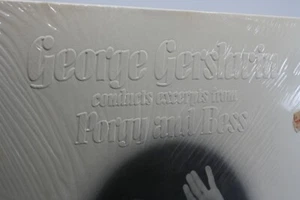 George Gershwin
conducts excerpts from
Porgy and Bess